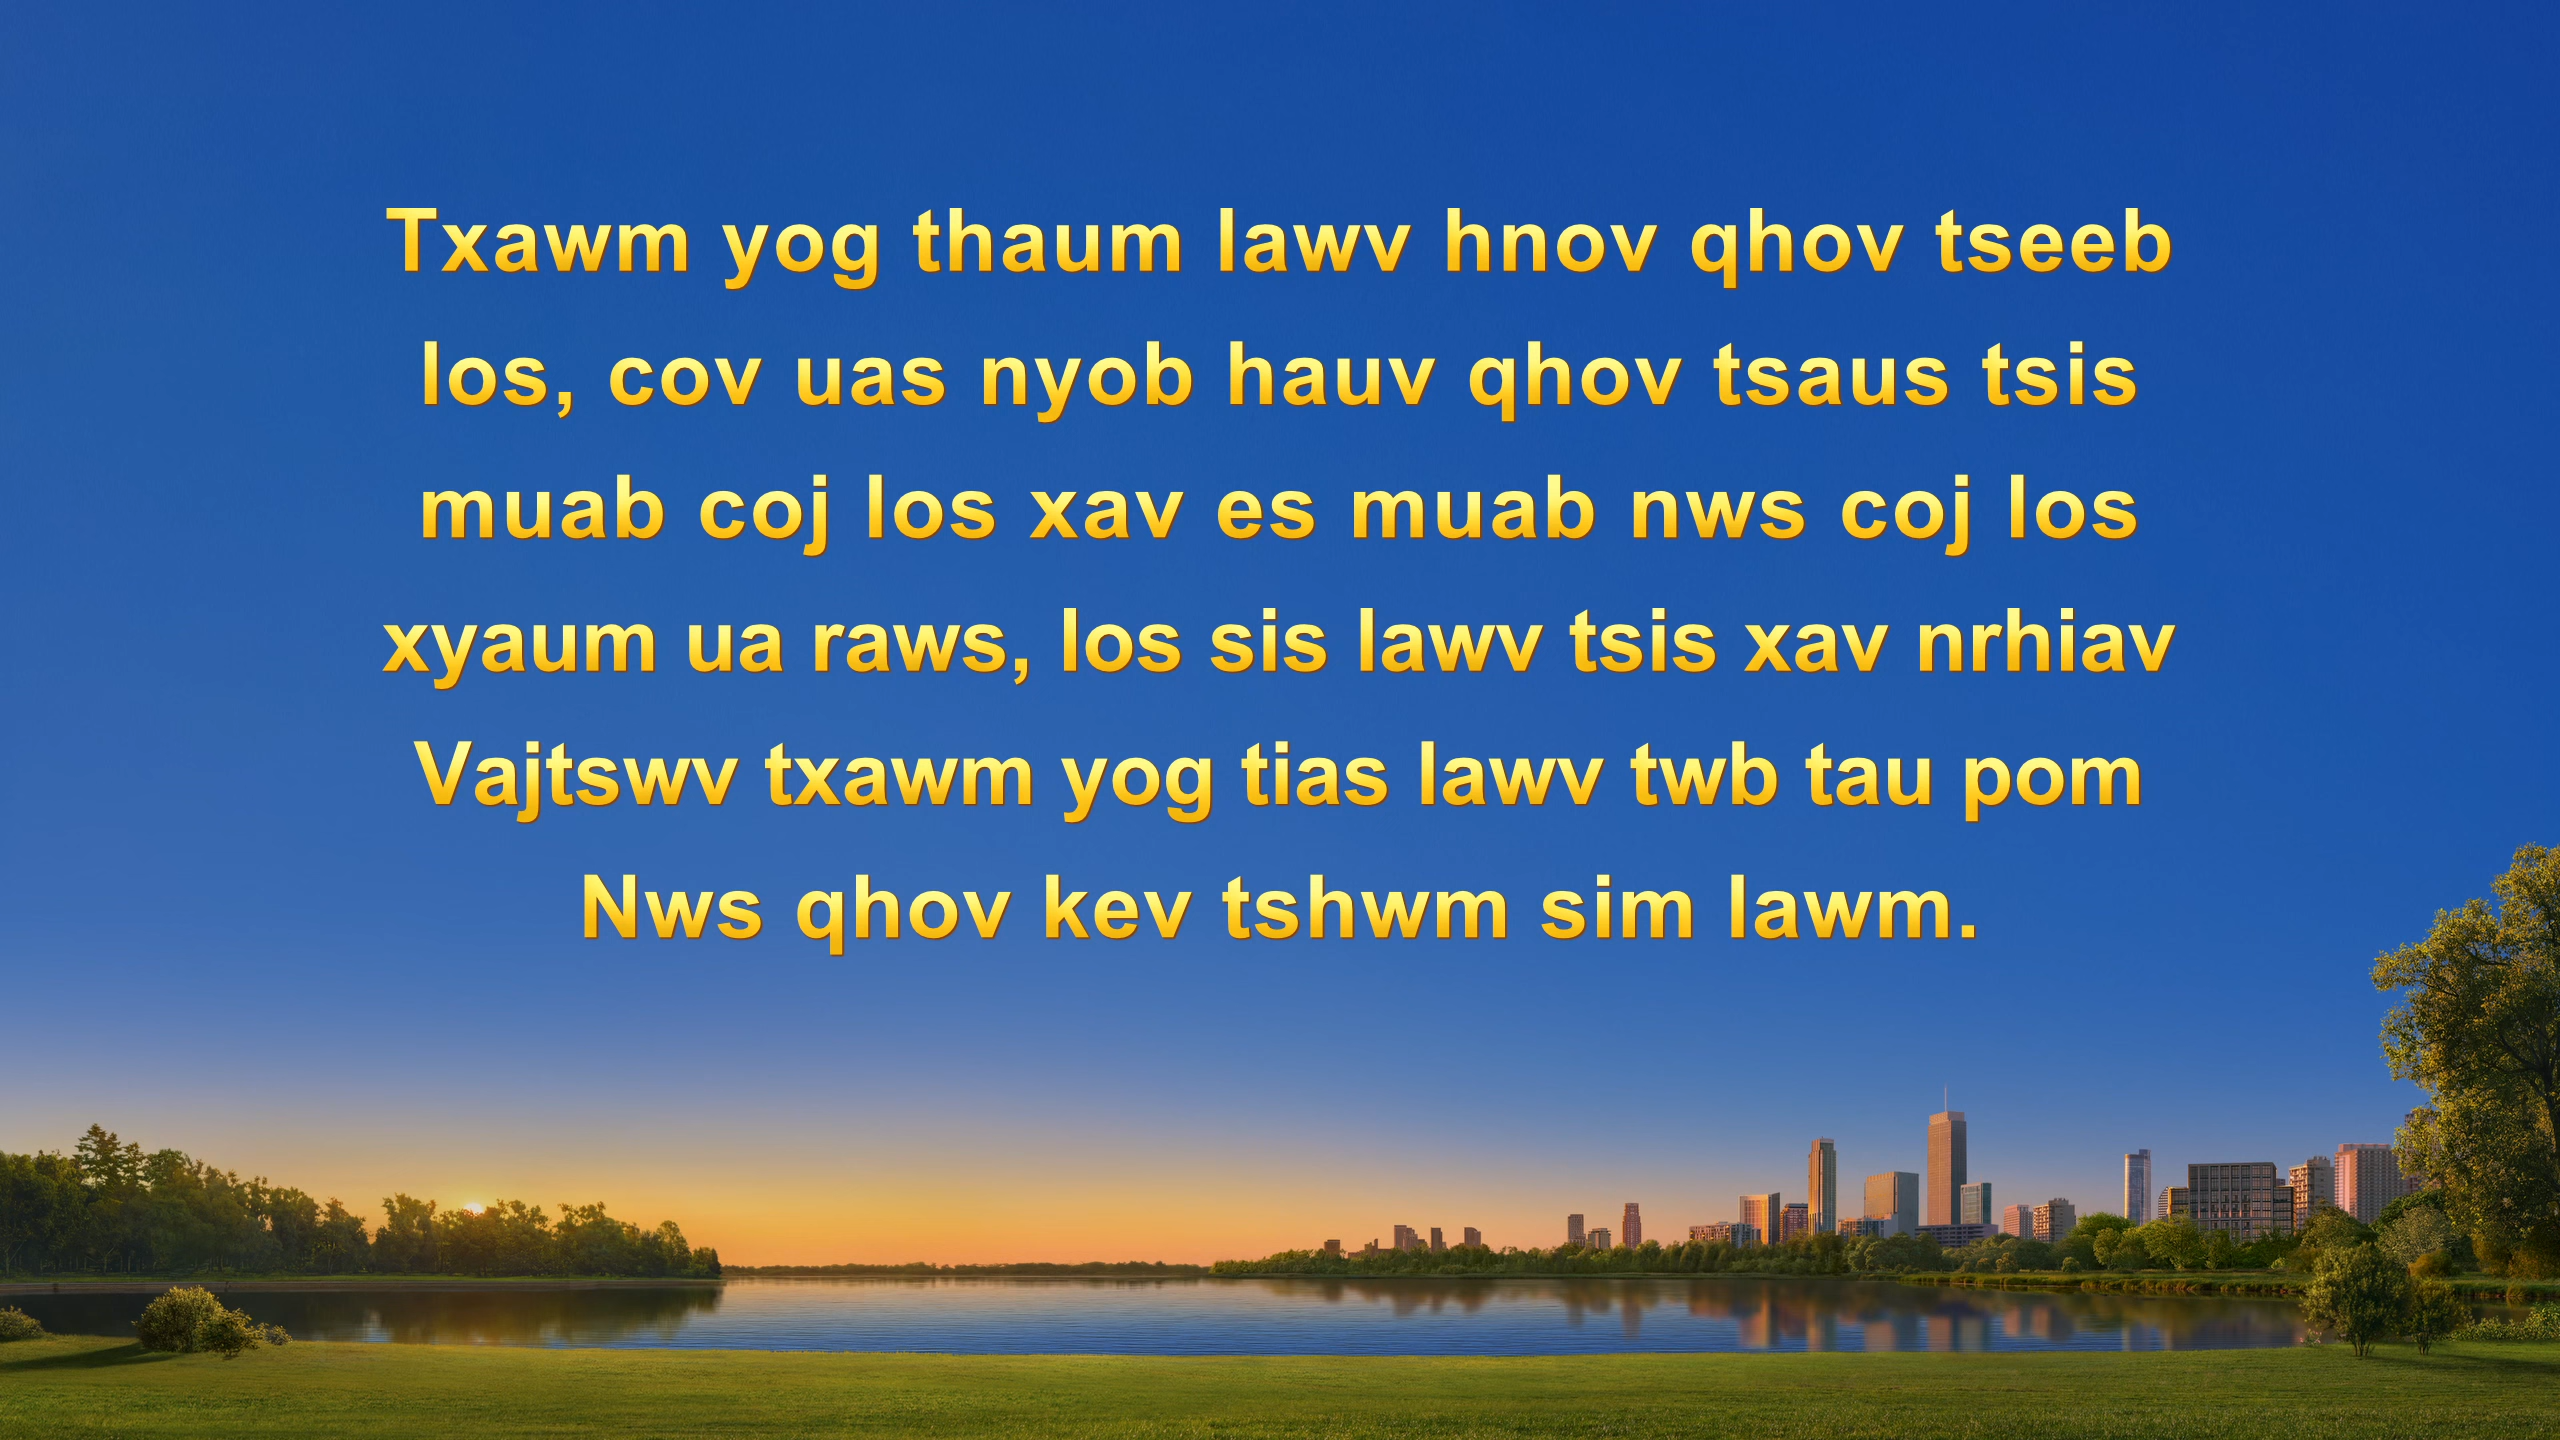 Txawm yog thaum lawv hnov qhov tseeb
los, cov uas nyob hauv qhov tsaus tsis
muab coj los xav es muab nws coj los
xyaum ua raws, los sis lawv tsis xav nrhiav
Vajtswv txawm yog tias lawv twb tau pom
Nws qhov kev tshwm sim lawm.